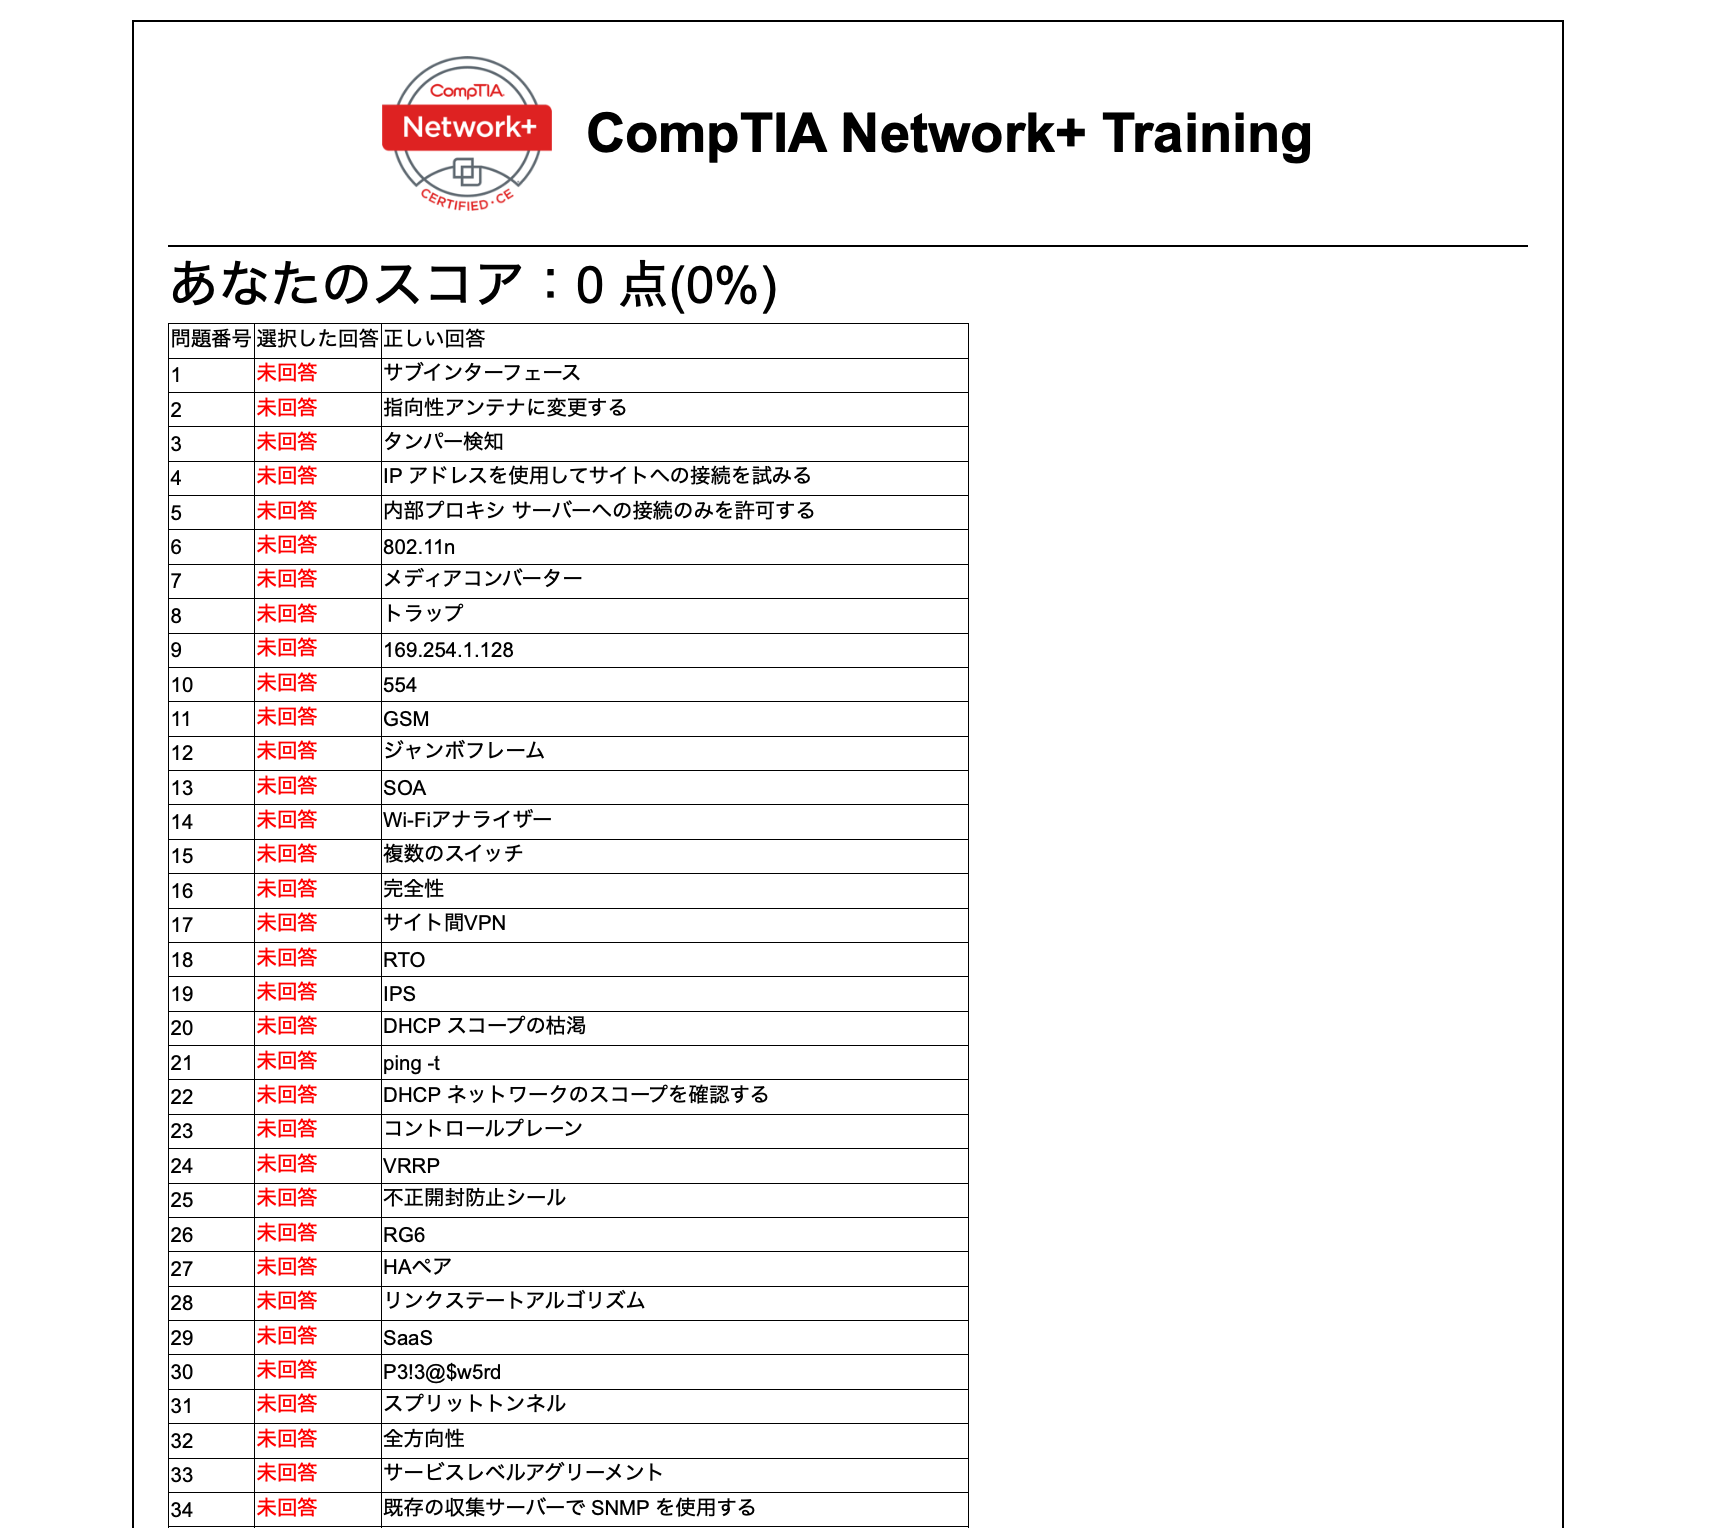 CompTIA.
Network+
CERTIFIED・CE
CompTIA Network+ Training
あなたのスコア：0 点(0%)
問題番号 選択した回答 正しい回答
1 未回答 サブインターフェース
2 未回答 指向性アンテナに変更する
3 未回答 タンパー検知
4 未回答 IP アドレスを使用してサイトへの接続を試みる
5 未回答 内部プロキシ サーバーへの接続のみを許可する
6 未回答 802.11n
7 未回答 メディアコンバーター
8 未回答 トラップ
9 未回答 169.254.1.128
10 未回答 554
11 未回答 GSM
12 未回答 ジャンボフレーム
13 未回答 SOA
14 未回答 Wi-Fiアナライザー
15 未回答 複数のスイッチ
16 未回答 完全性
17 未回答 サイト間VPN
18 未回答 RTO
19 未回答 IPS
20 未回答 DHCP スコープの枯渇
21 未回答 ping -t
22 未回答 DHCP ネットワークのスコープを確認する
23 未回答 コントロールプレーン
24 未回答 VRRP
25 未回答 不正開封防止シール
26 未回答 RG6
27 未回答 HAペア
28 未回答 リンクステートアルゴリズム
29 未回答 SaaS
30 未回答 P3!3@$w5rd
31 未回答 スプリットトンネル
32 未回答 全方向性
33 未回答 サービスレベルアグリーメント
34 未回答 既存の収集サーバーで SNMP を使用する